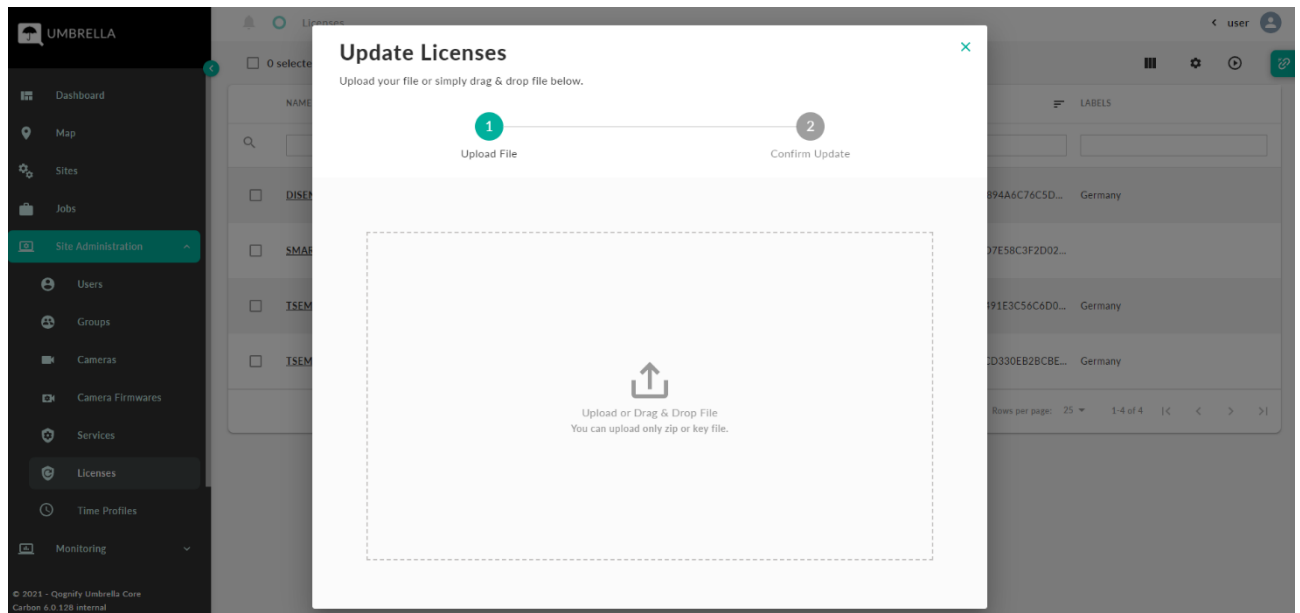 UMBRELLA
Licenses
user
Update Licenses
0 selecte
Upload your file or simply drag & drop file below.
Dashboard
NAME
LABELS
1
2
Map
Upload File
Confirm Update
Sites
DISEN
894A6C76C5D... Germany
Jobs
Site Administration
SMAR
D7E58C3F2D02...
Users
TSEM
491E3C56C6D0... Germany
Groups
Cameras
TSEM
CD330EB2BCBE... Germany
Camera Firmwares
Upload or Drag & Drop File
Rows per page: 25
1-4 of 4
You can upload only zip or key file.
Services
Licenses
Time Profiles
Monitoring
© 2021 - Qognify Umbrella Core
Carbon 6.0.128 internal